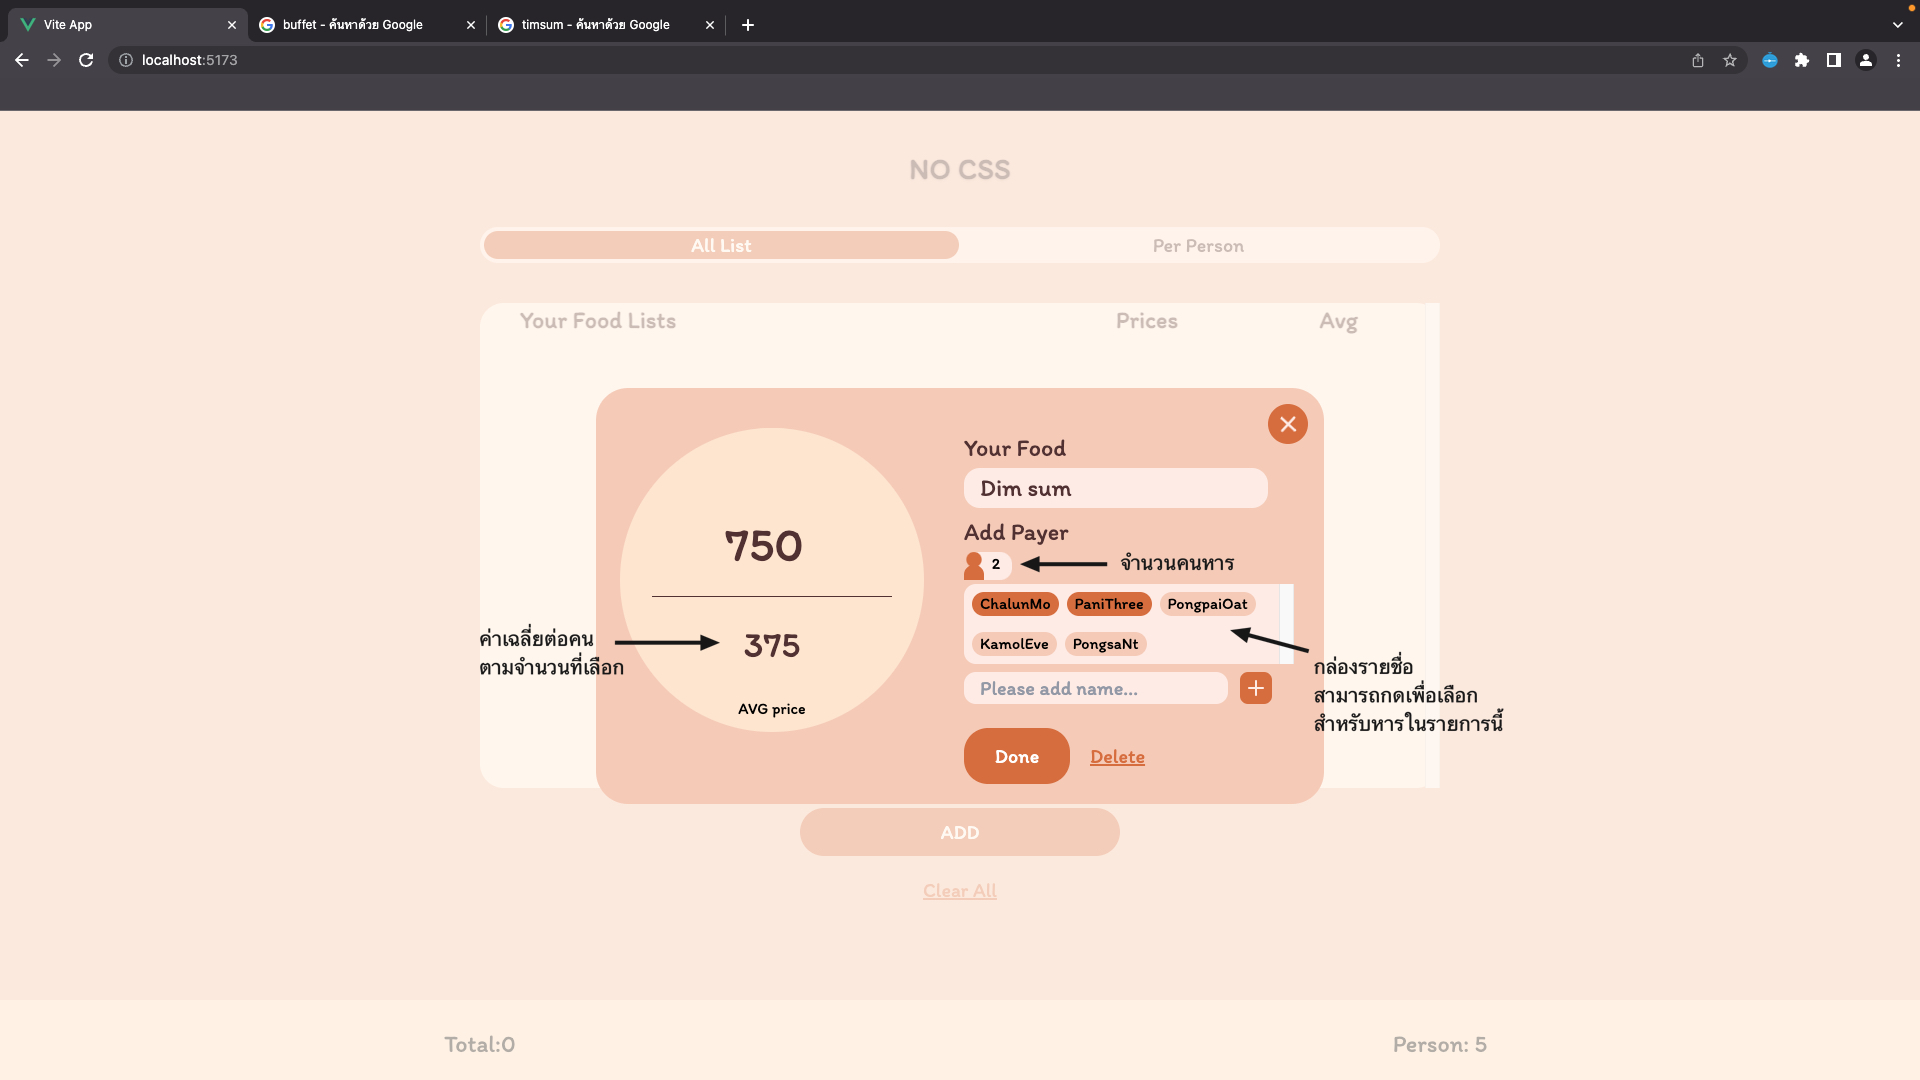 Vite App
buffet - ค้นหาด้วย Google
timsum - ค้นหาด้วย Google
localhost:5173
NO CSS
All List
Per Person
Your Food Lists
Prices
Avg
Your Food
Dim sum
750
Add Payer
2
จำนวนคนหาร
ChalunMo
PaniThree
PongpaiOat
KamolEve
PongsaNt
ค่าเฉลี่ยต่อคน
ตามจำนวนที่เลือก
375
กล่องรายชื่อ
สามารถกดเพื่อเลือก
สำหรับหารในรายการนี้
Please add name...
AVG price
Done
Delete
ADD
Clear All
Total:0
Person: 5